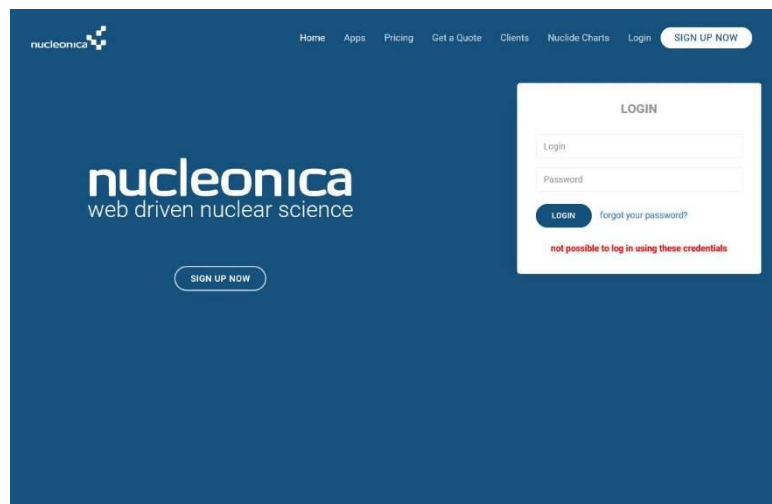 nucleonica
Home Apps Pricing Get a Quote Clients Nuclide Charts Login SIGN UP NOW
LOGIN
Login
Password
LOGIN forgot your password?
not possible to log in using these credentials
nucleonica
web driven nuclear science
SIGN UP NOW